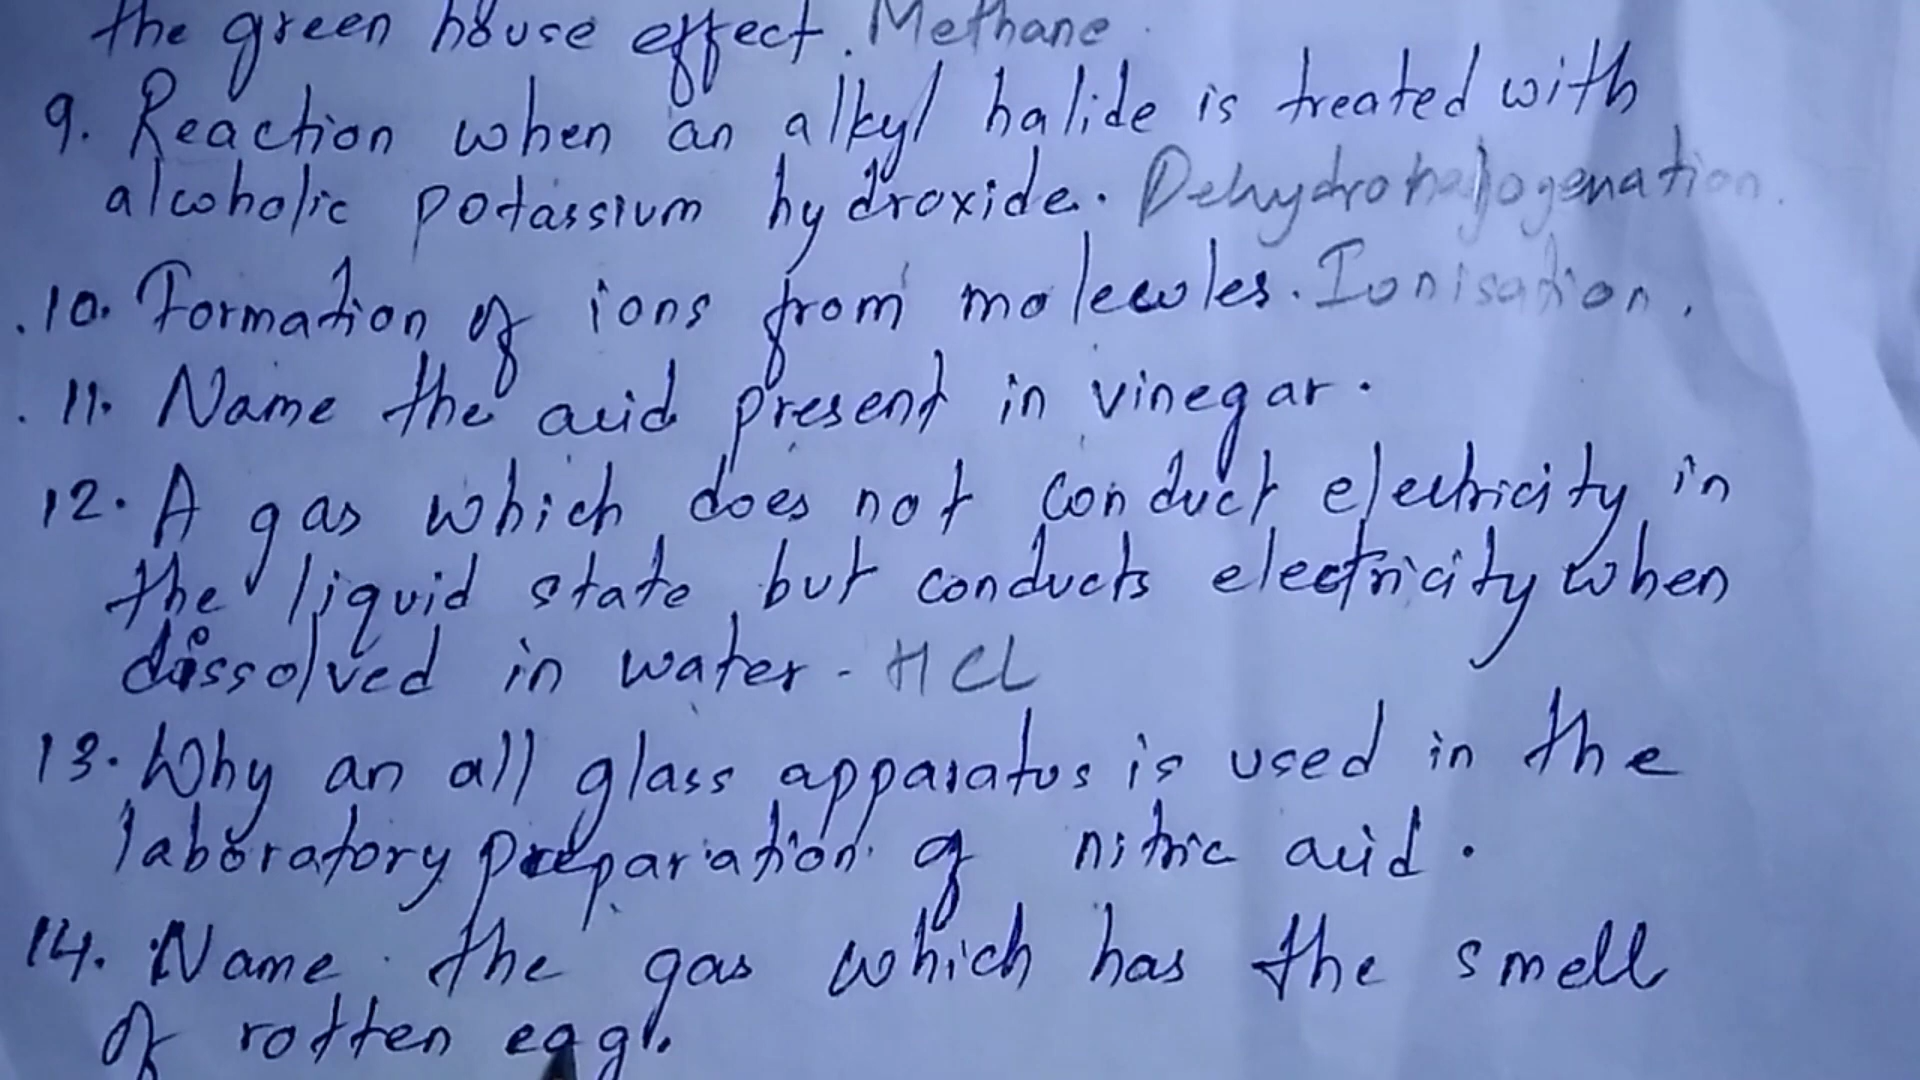 the green house effect. Methane
9. Reaction when an alkyl halide is treated with
alcoholic potassium hydroxide. Dehydrohalogenation.
10. Formation of ions from molecules. Ionisation.
11. Name the acid present in vinegar.
12. A gas which does not conduct electricity in
the liquid state but conducts electricity when
dissolved in water - HCL
13. Why an all glass apparatus is used in the
laboratory preparation of nitric acid.
14. Name the gas which has the smell
of rotten egg.